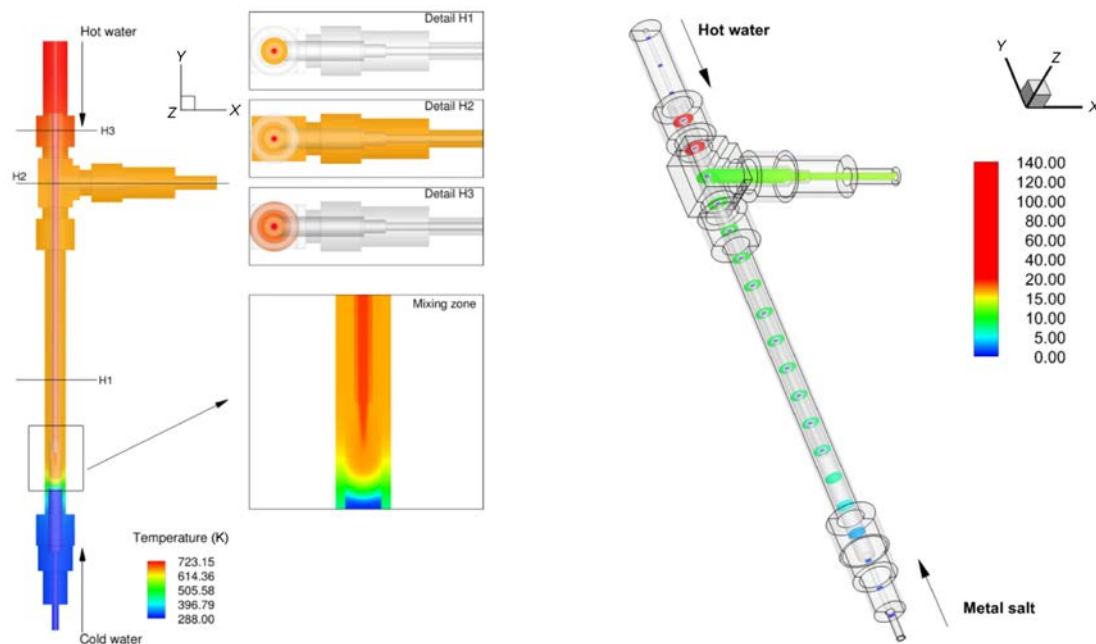 Hot water
Y
Z
X
H3
H2
H1
Detail H1
Detail H2
Detail H3
Mixing zone
Temperature (K)
723.15
614.36
505.58
396.79
288.00
Cold water
Hot water
Y
Z
X
140.00
120.00
100.00
80.00
60.00
40.00
20.00
15.00
10.00
5.00
0.00
Metal salt